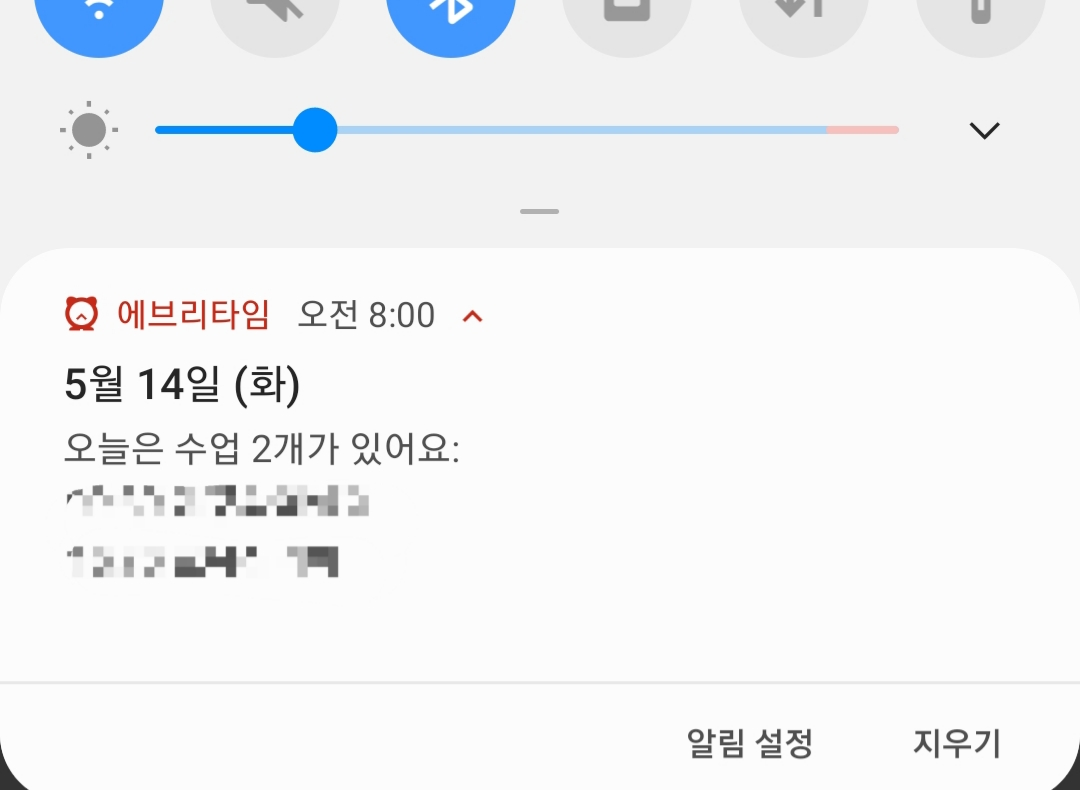 에브리타임 오전 8:00
5월 14일 (화)
오늘은 수업 2개가 있어요:
알림 설정 지우기